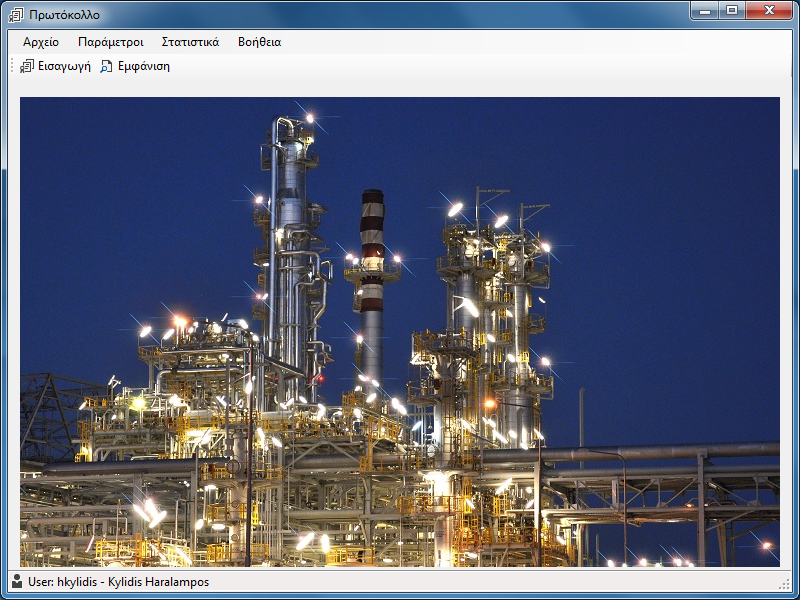 Πρωτόκολλο
Αρχείο Παράμετροι Στατιστικά Βοήθεια
Εισαγωγή Εμφάνιση
User: hkylidis - Kylidis Haralampos